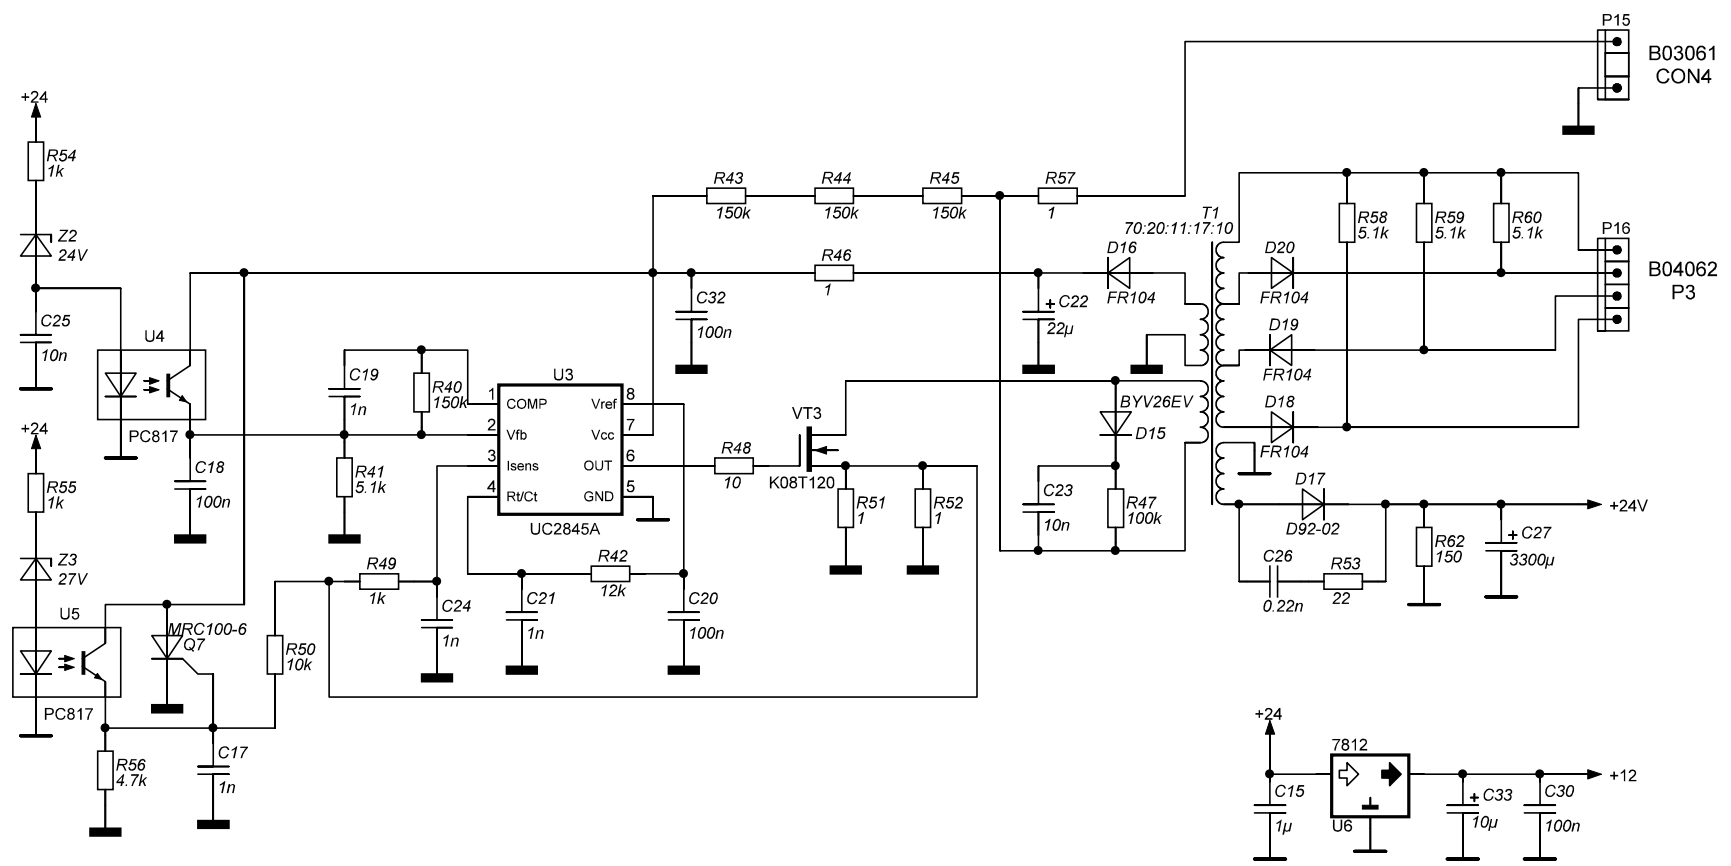 P15
B03061
CON4
+24
R54
1k
R43
150k
R44
150k
R45
150k
R57
1
T1
70:20:11:17:10
R58
5.1k
R59
5.1k
R60
5.1k
P16
B04062
P3
Z2
24V
R46
1
D16
FR104
D20
FR104
C25
10n
U4
PC817
C32
100n
+ C22
22µ
D19
FR104
C19
1n
R40
150k
U3
1
COMP
Vref
8
2
Vfb
Vcc
7
3
Isens
OUT
6
4
Rt/Ct
GND
5
UC2845A
VT3
K08T120
BYV26EV
D15
D18
FR104
+24
R55
1k
C18
100n
R41
5.1k
R48
10
R51
1
R52
1
C23
10n
R47
100k
D17
D92-02
+24V
R62
150
+ C27
3300µ
C26
0.22n
R53
22
Z3
27V
R49
1k
R42
12k
C24
1n
C21
1n
C20
100n
U5
PC817
MRC100-6
Q7
R50
10k
R56
4.7k
C17
1n
+24
7812
U6
+12
C15
1µ
+ C33
10µ
C30
100n